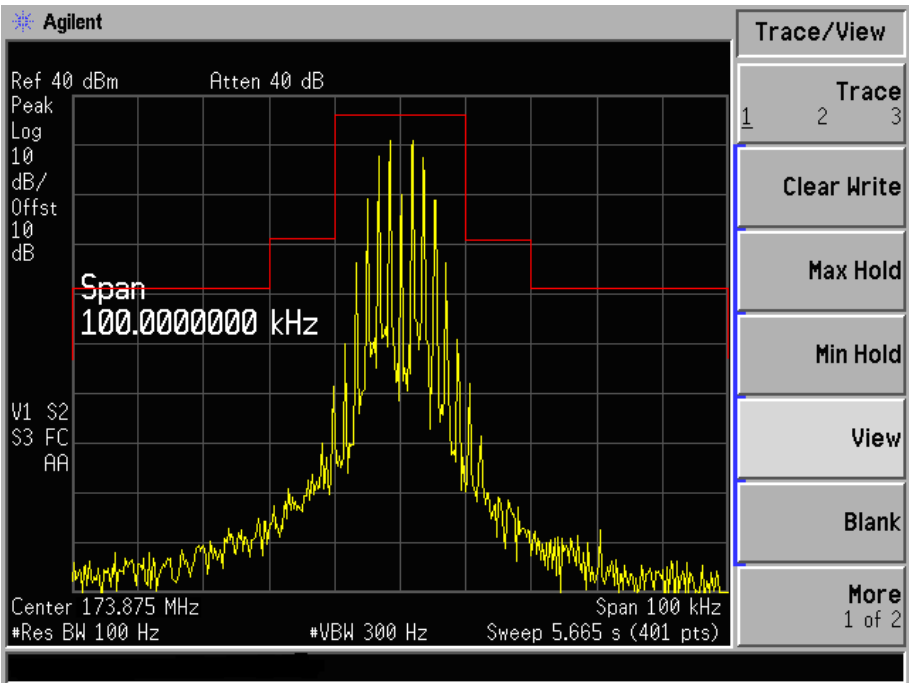 Agilent
Trace/View
Ref 40 dBm Atten 40 dB
Peak
Log
10
dB/
Offst
10
dB
Span
100.0000000 kHz
V1 S2
S3 FC
AA
Center 173.875 MHz Span 100 kHz
#Res BW 100 Hz #VBW 300 Hz Sweep 5.665 s (401 pts)
Trace
1 2 3
Clear Write
Max Hold
Min Hold
View
Blank
More
1 of 2